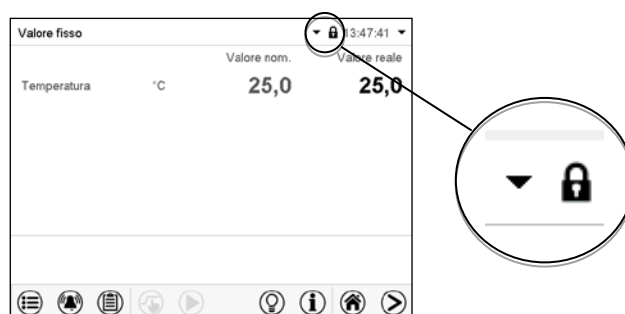 Valore fisso 13:47:41
Valore nom. Valore reale
Temperatura °C 25,0 25,0